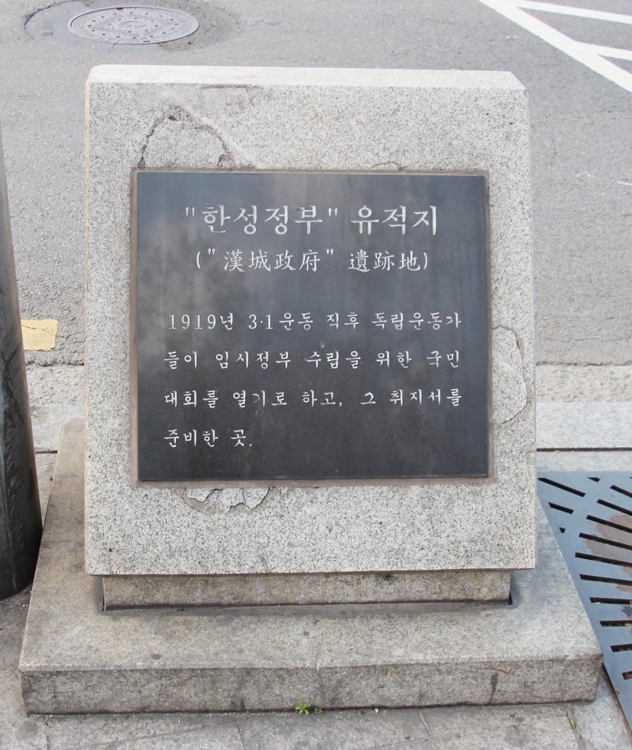 "한성정부" 유적지
("漢城政府" 遺跡地)
1919년 3·1운동 직후 독립운동가
들이 임시정부 수립을 위한 국민
대회를 열기로 하고, 그 취지서를
준비한 곳.